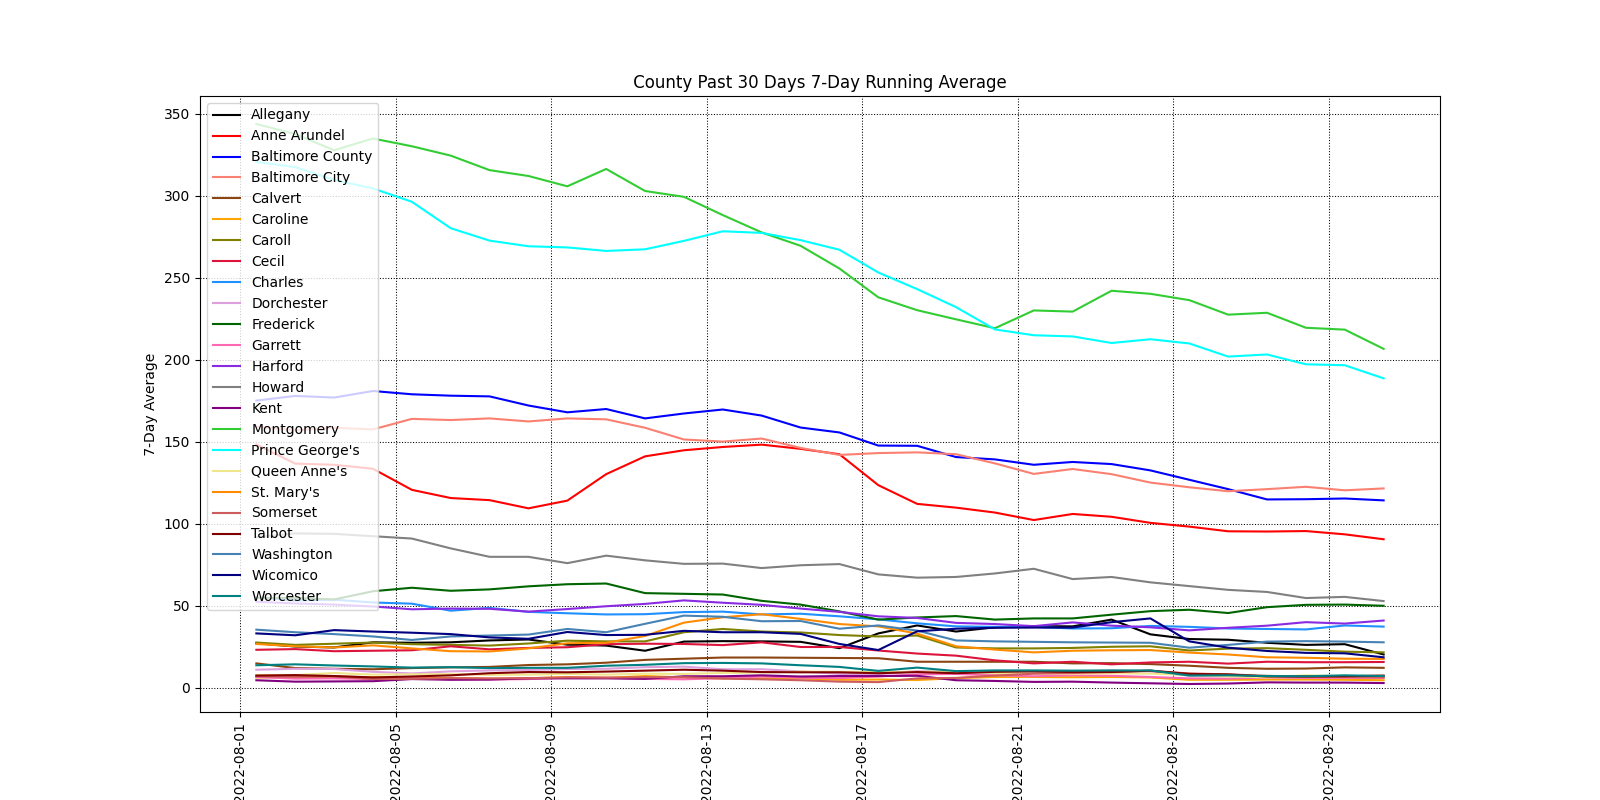 County Past 30 Days 7-Day Running Average
350
300
250
200
150
100
50
0
7-Day Average
Allegany
Anne Arundel
Baltimore County
Baltimore City
Calvert
Caroline
Caroll
Cecil
Charles
Dorchester
Frederick
Garrett
Harford
Howard
Kent
Montgomery
Prince George's
Queen Anne's
St. Mary's
Somerset
Talbot
Washington
Wicomico
Worcester
2022-08-01
2022-08-05
2022-08-09
2022-08-13
2022-08-17
2022-08-21
2022-08-25
2022-08-29